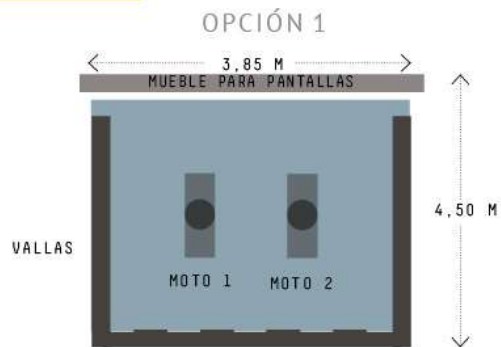 OPCIÓN 1
3,85 M
MUEBLE PARA PANTALLAS
4,50 M
VALLAS
MOTO 1
MOTO 2